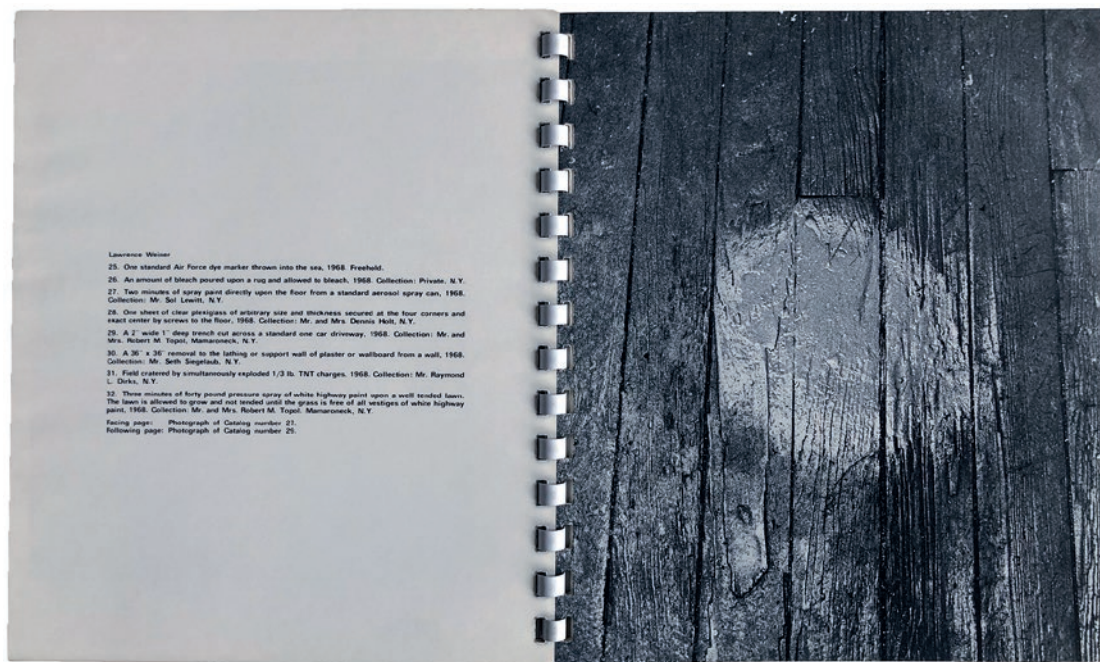 Lawrence Weiner
25. One standard Air Force dye marker thrown into the sea, 1968. Freehold.
26. An amount of bleach poured upon a rug and allowed to bleach, 1968. Collection: Private, N.Y.
27. Two minutes of spray paint directly upon the floor from a standard aerosol spray can, 1968.
Collection: Mr. Sol Lewitt, N.Y.
28. One sheet of clear plexiglass of arbitrary size and thickness secured at the four corners and
exact center by screws to the floor, 1968. Collection: Mr. and Mrs. Dennis Holt, N.Y.
29. A 2" wide 1" deep trench cut across a standard one car driveway, 1968. Collection: Mr. and
Mrs. Robert M. Topol, Mamaroneck, N.Y.
30. A 36" x 36" removal to the lathing or support wall of plaster or wallboard from a wall, 1968.
Collection: Mr. Seth Siegelaub, N.Y.
31. Field cratered by simultaneously exploded 1/3 lb. TNT charges, 1968. Collection: Mr. Raymond
L. Dirks, N.Y.
32. Three minutes of forty pound pressure spray of white highway paint upon a well tended lawn.
The lawn is allowed to grow and not tended until the grass is free of all vestiges of white highway
paint, 1968. Collection: Mr. and Mrs. Robert M. Topol. Mamaroneck, N.Y.
Facing page: Photograph of Catalog number 27.
Following page: Photograph of Catalog number 29.